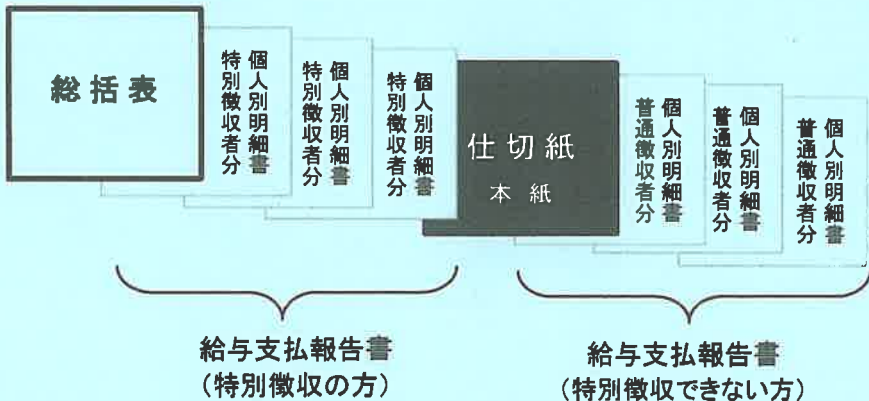 総括表
個人別明細書
特別徴収者分
個人別明細書
特別徴収者分
個人別明細書
特別徴収者分
仕切紙
本紙
個人別明細書
普通徴収者分
個人別明細書
普通徴収者分
個人別明細書
普通徴収者分
給与支払報告書
（特別徴収の方）
給与支払報告書
（特別徴収できない方）